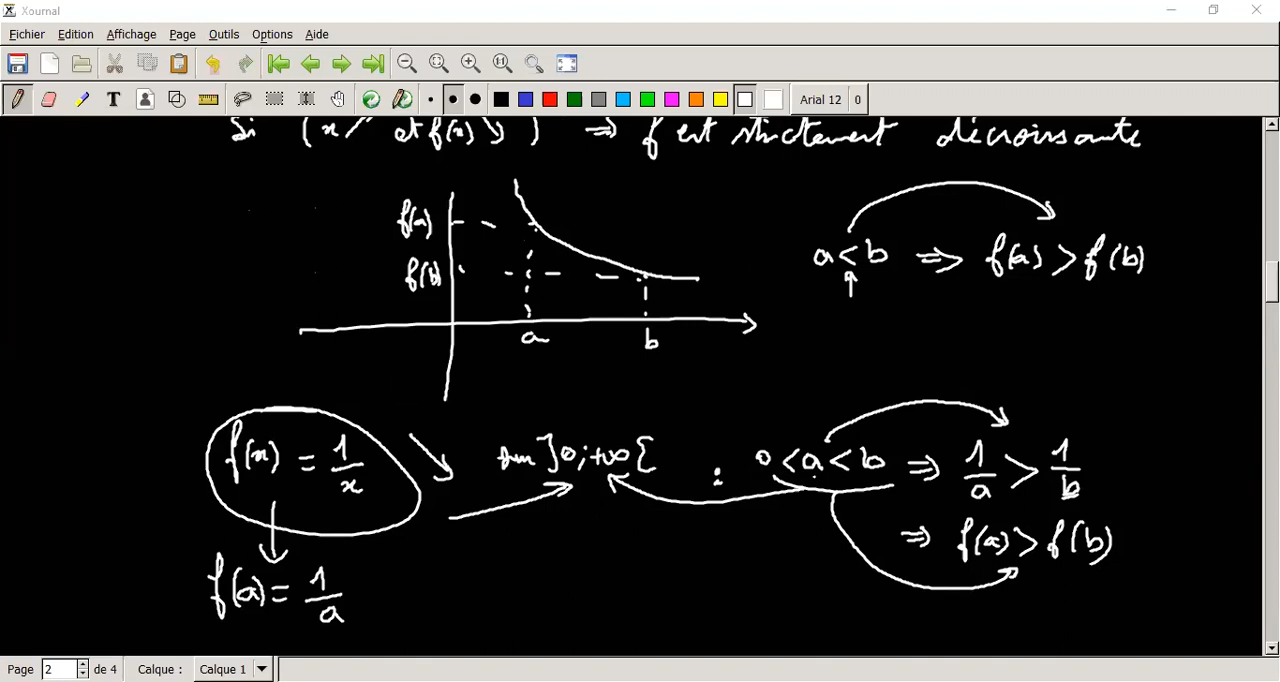 Xournal
Fichier Edition Affichage Page Outils Options Aide
Arial 12 0
Si (x ↗ et f(x) ↘ ) ⇒ f est strictement décroissante
f(a)
f(b)
a b
a < b ⇒ f(a) > f(b)
f(x) = 1/x ↘ sur ]0; +∞[ : 0 < a < b ⇒ 1/a > 1/b
⇒ f(a) > f(b)
f(a) = 1/a
Page 2 de 4 Calque : Calque 1